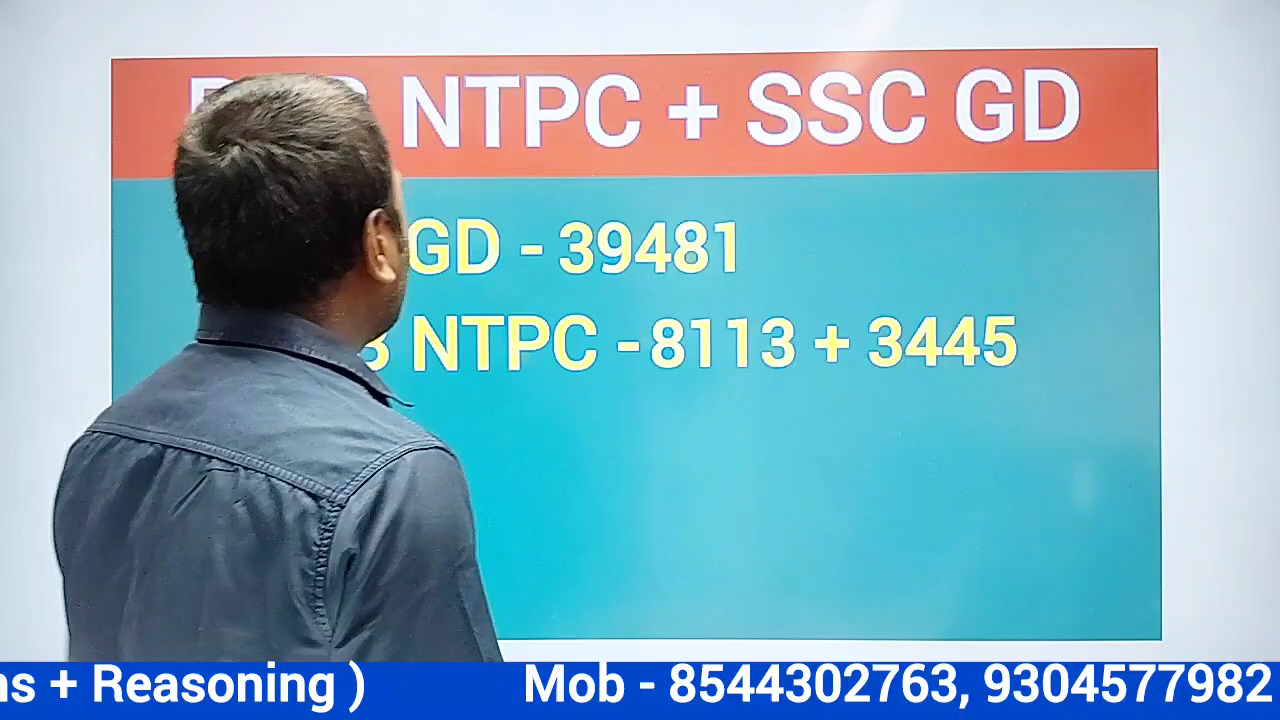 NTPC + SSC GD
GD - 39481
NTPC - 8113 + 3445
+ Reasoning )
Mob - 8544302763, 9304577982